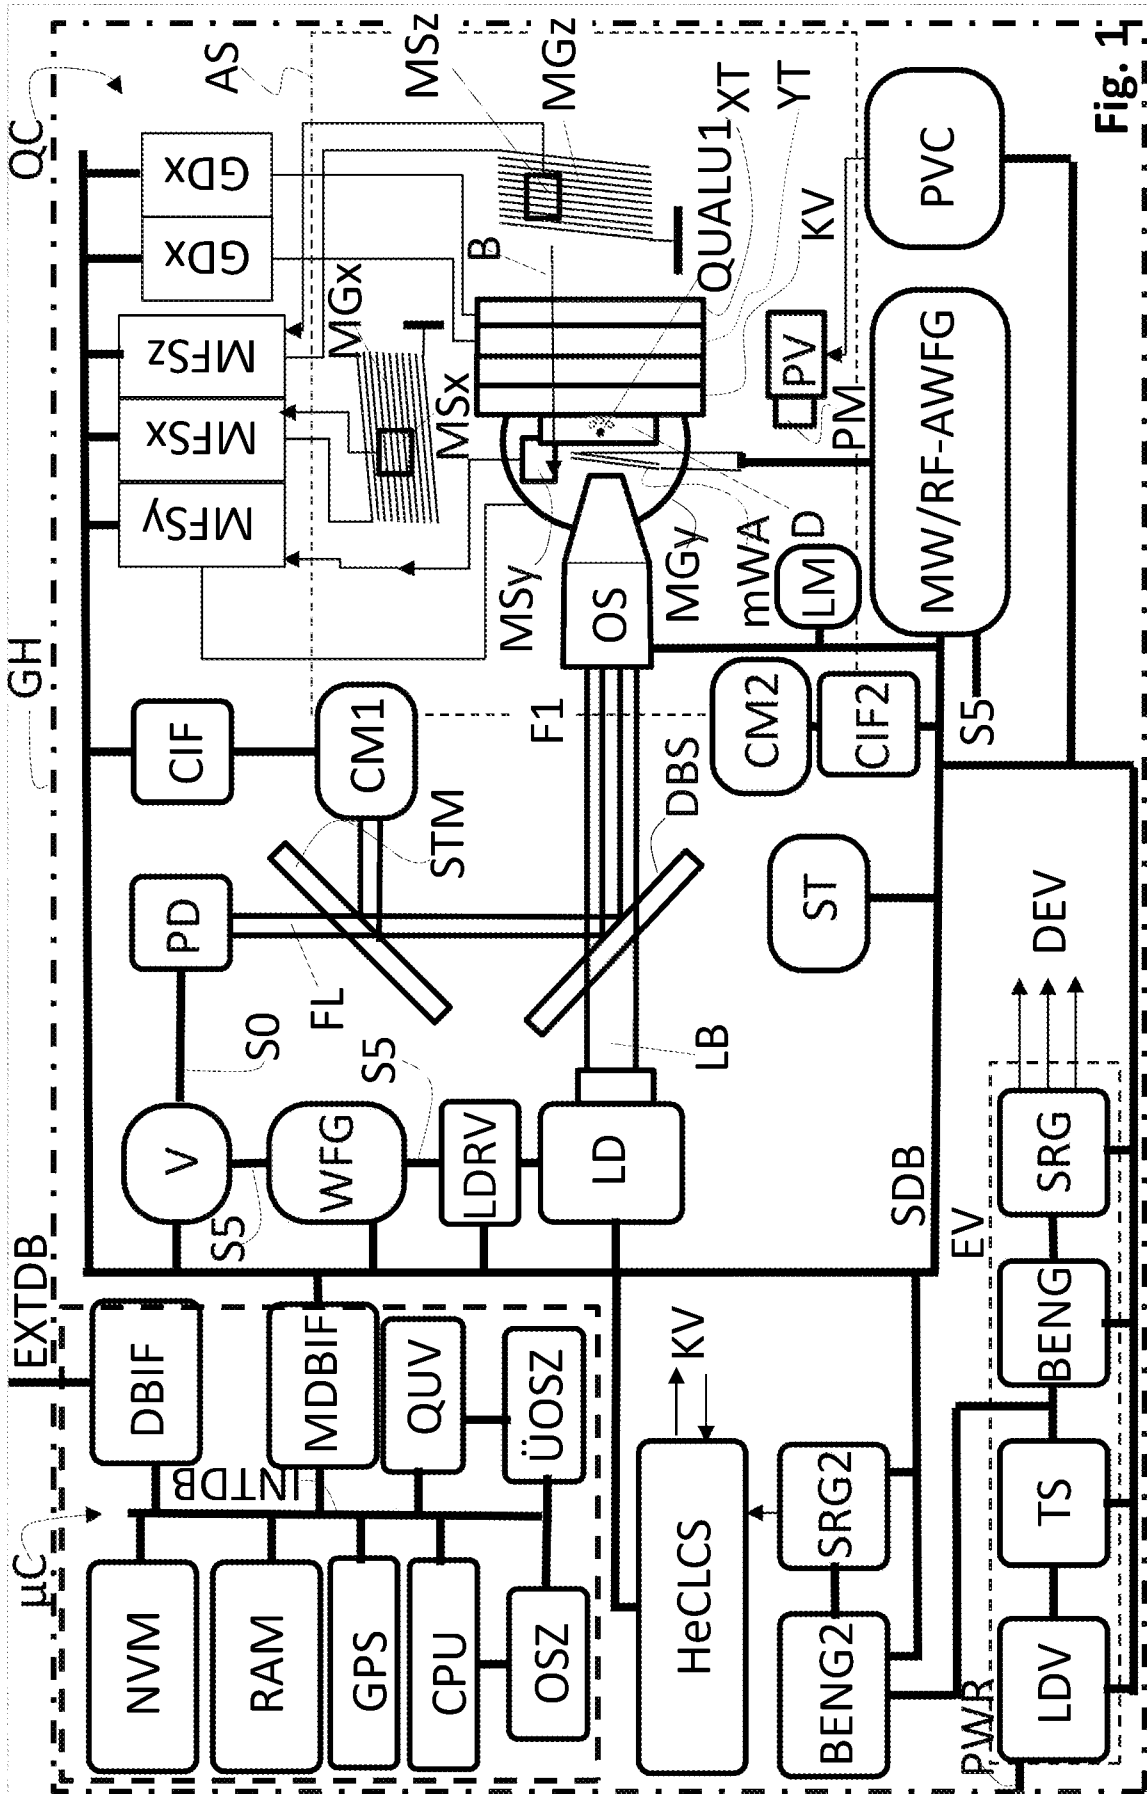 Fig. 1
QC
AS
MSz
MGz
XT
YT
GDx
GDx
QUALU1
KV
PVC
B
MGx
MFSz
MFSx
MFSy
MSx
PV
PM
MW/RF-AWFG
MSy
MGy
mWA
D
LM
OS
GH
CIF
CM1
F1
CM2
CIF2
S5
STM
DBS
PD
ST
FL
S0
S5
LB
DEV
V
WFG
LDRV
LD
SDB
S5
EV
SRG
EXTDB
DBIF
MDBIF
QUV
ÜOSZ
KV
BENG
INTDB
µC
NVM
RAM
GPS
CPU
OSZ
HeCLCS
SRG2
BENG2
TS
LDV
PWR